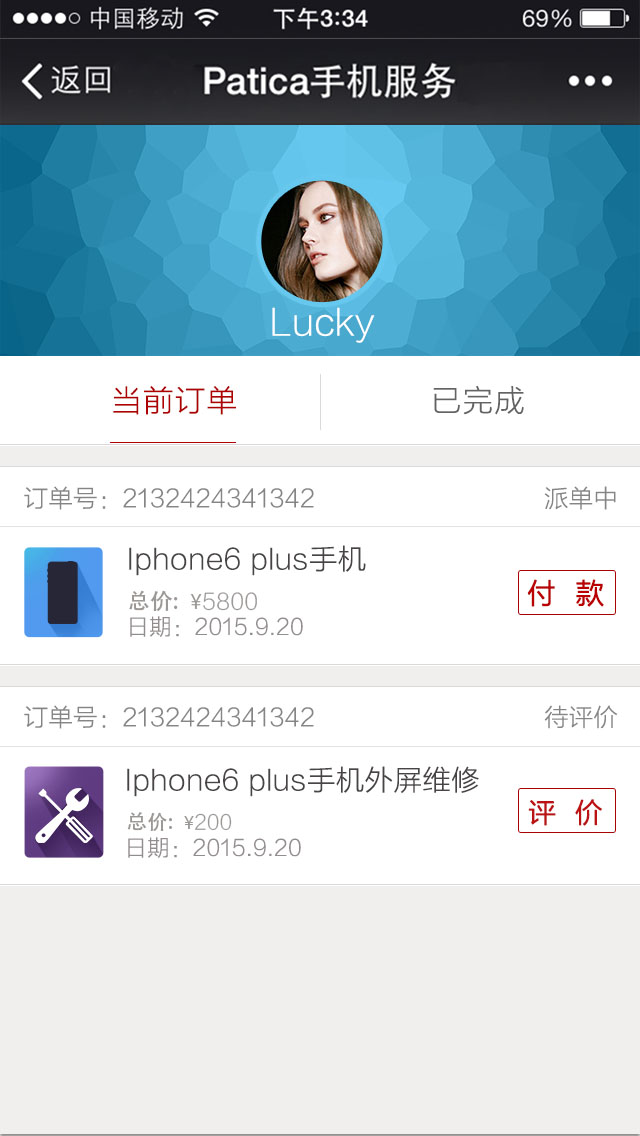 中国移动 下午3:34 69%
返回 Patica手机服务
Lucky
当前订单 已完成
订单号：2132424341342 派单中
Iphone6 plus手机
总价: ¥5800
付 款
日期：2015.9.20
订单号：2132424341342 待评价
Iphone6 plus手机外屏维修
总价: ¥200
评 价
日期：2015.9.20